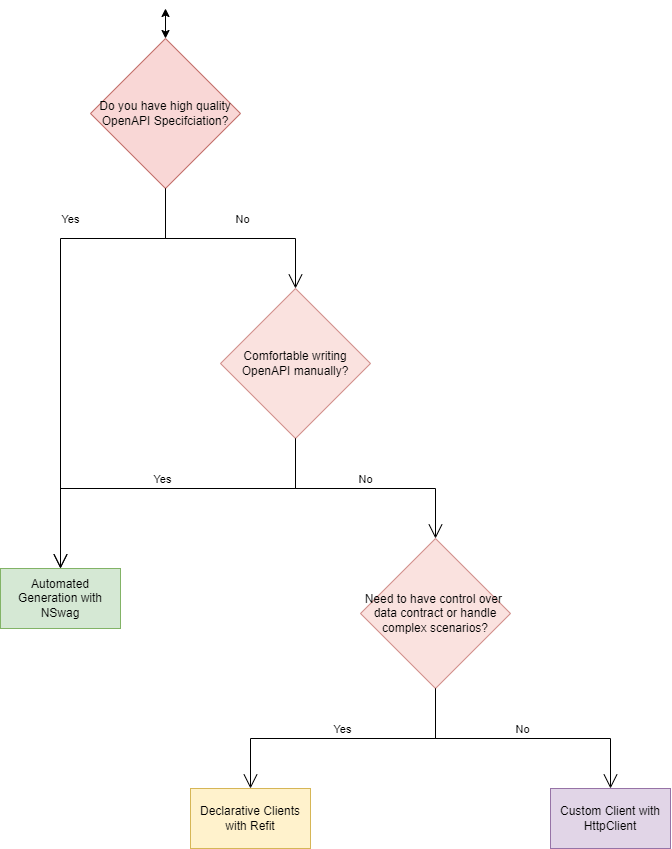 Do you have high quality
OpenAPI Specifciation?
Yes
No
Comfortable writing
OpenAPI manually?
Yes
No
Automated
Generation with
NSwag
Need to have control over
data contract or handle
complex scenarios?
Yes
No
Declarative Clients
with Refit
Custom Client with
HttpClient